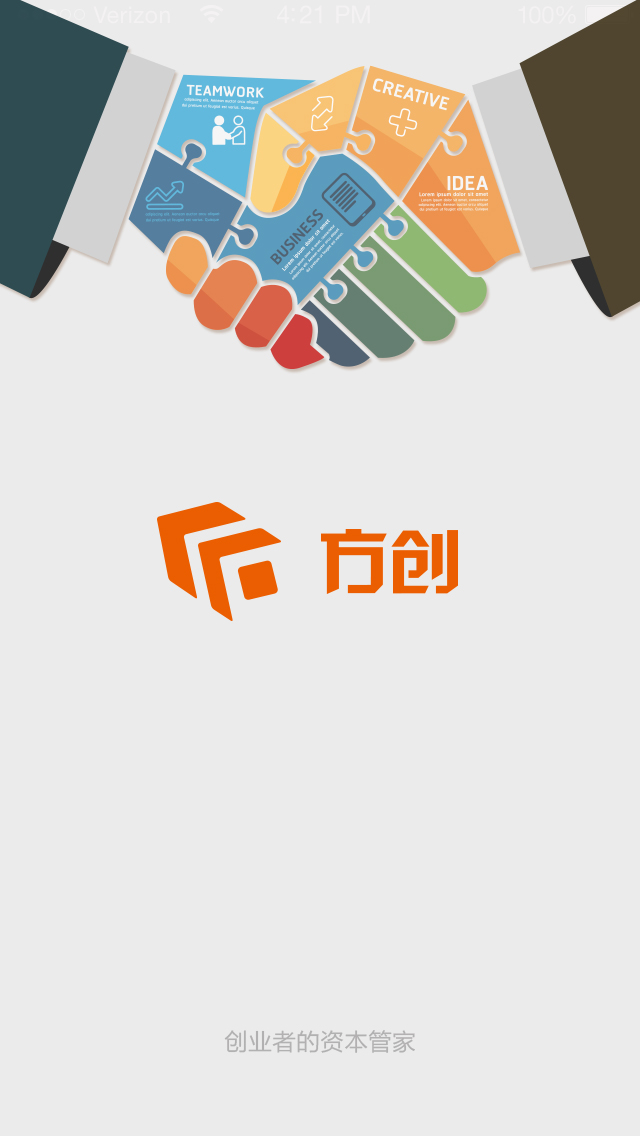 Verizon 4:21 PM 100%
TEAMWORK
CREATIVE
IDEA
Lorem ipsum dolor sit amet
BUSINESS
Lorem ipsum dolor sit amet
方创
创业者的资本管家